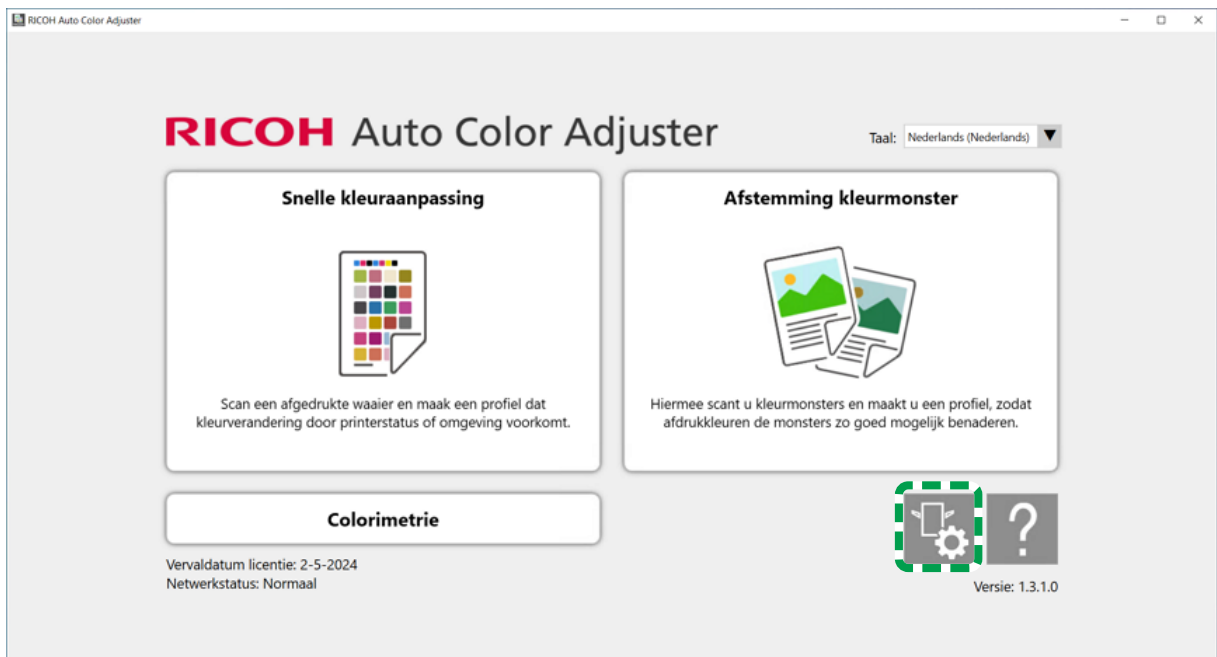 RICOH Auto Color Adjuster
RICOH Auto Color Adjuster
Taal: Nederlands (Nederlands)
Snelle kleuraanpassing
Scan een afgedrukte waaier en maak een profiel dat
kleurverandering door printerstatus of omgeving voorkomt.
Afstemming kleurmonster
Hiermee scant u kleurmonsters en maakt u een profiel, zodat
afdrukkleuren de monsters zo goed mogelijk benaderen.
Colorimetrie
?
Vervaldatum licentie: 2-5-2024
Netwerkstatus: Normaal
Versie: 1.3.1.0